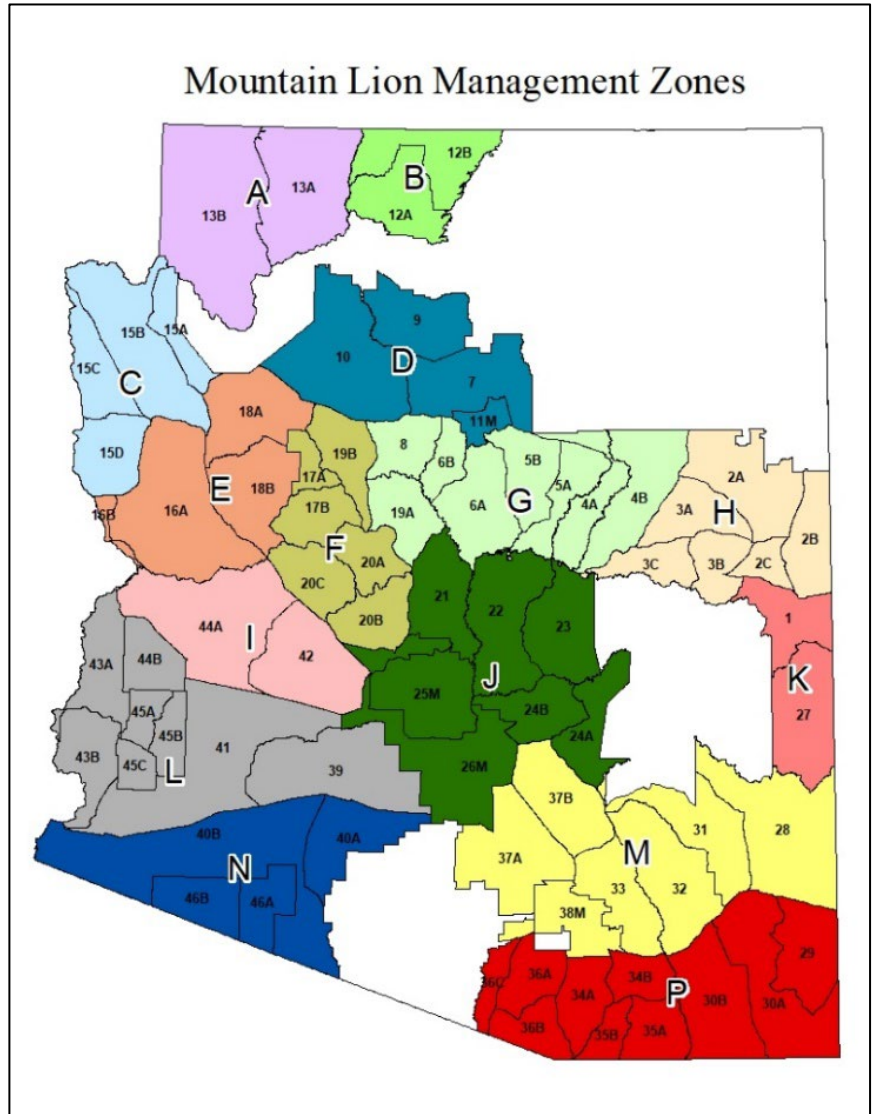 Mountain Lion Management Zones
12B
B
13A
A
13B
12A
9
15B
15A
10
D
15C
7
C
11M
18A
19B
8
6B
5B
15D
17A
5A
2A
18B
E
4B
G
6A
4A
16A
17B
19A
3A
H
16B
2B
F
20A
3C
3B
2C
20C
21
22
1
44A
20B
I
23
42
43A
44B
J
K
25M
45A
24B
27
45B
41
24A
43B
45C
L
39
26M
37B
40B
40A
31
28
M
37A
N
33
32
46B
46A
38M
29
36A
34B
36C
P
34A
30B
30A
36B
35B
35A